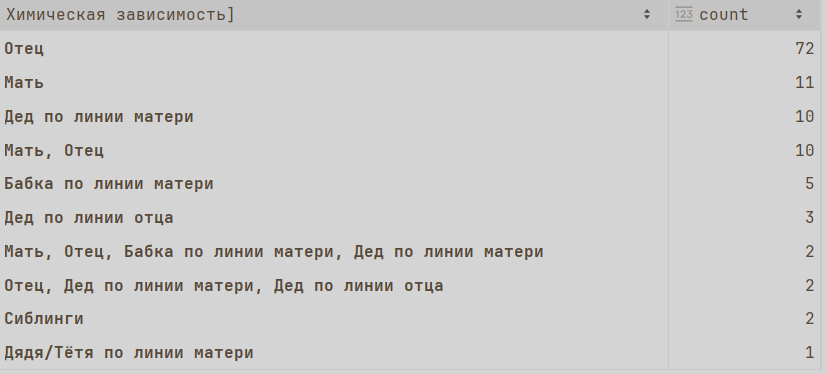 Химическая зависимость] 123 count
Отец 72
Мать 11
Дед по линии матери 10
Мать, Отец 10
Бабка по линии матери 5
Дед по линии отца 3
Мать, Отец, Бабка по линии матери, Дед по линии матери 2
Отец, Дед по линии матери, Дед по линии отца 2
Сиблинги 2
Дядя/Тётя по линии матери 1